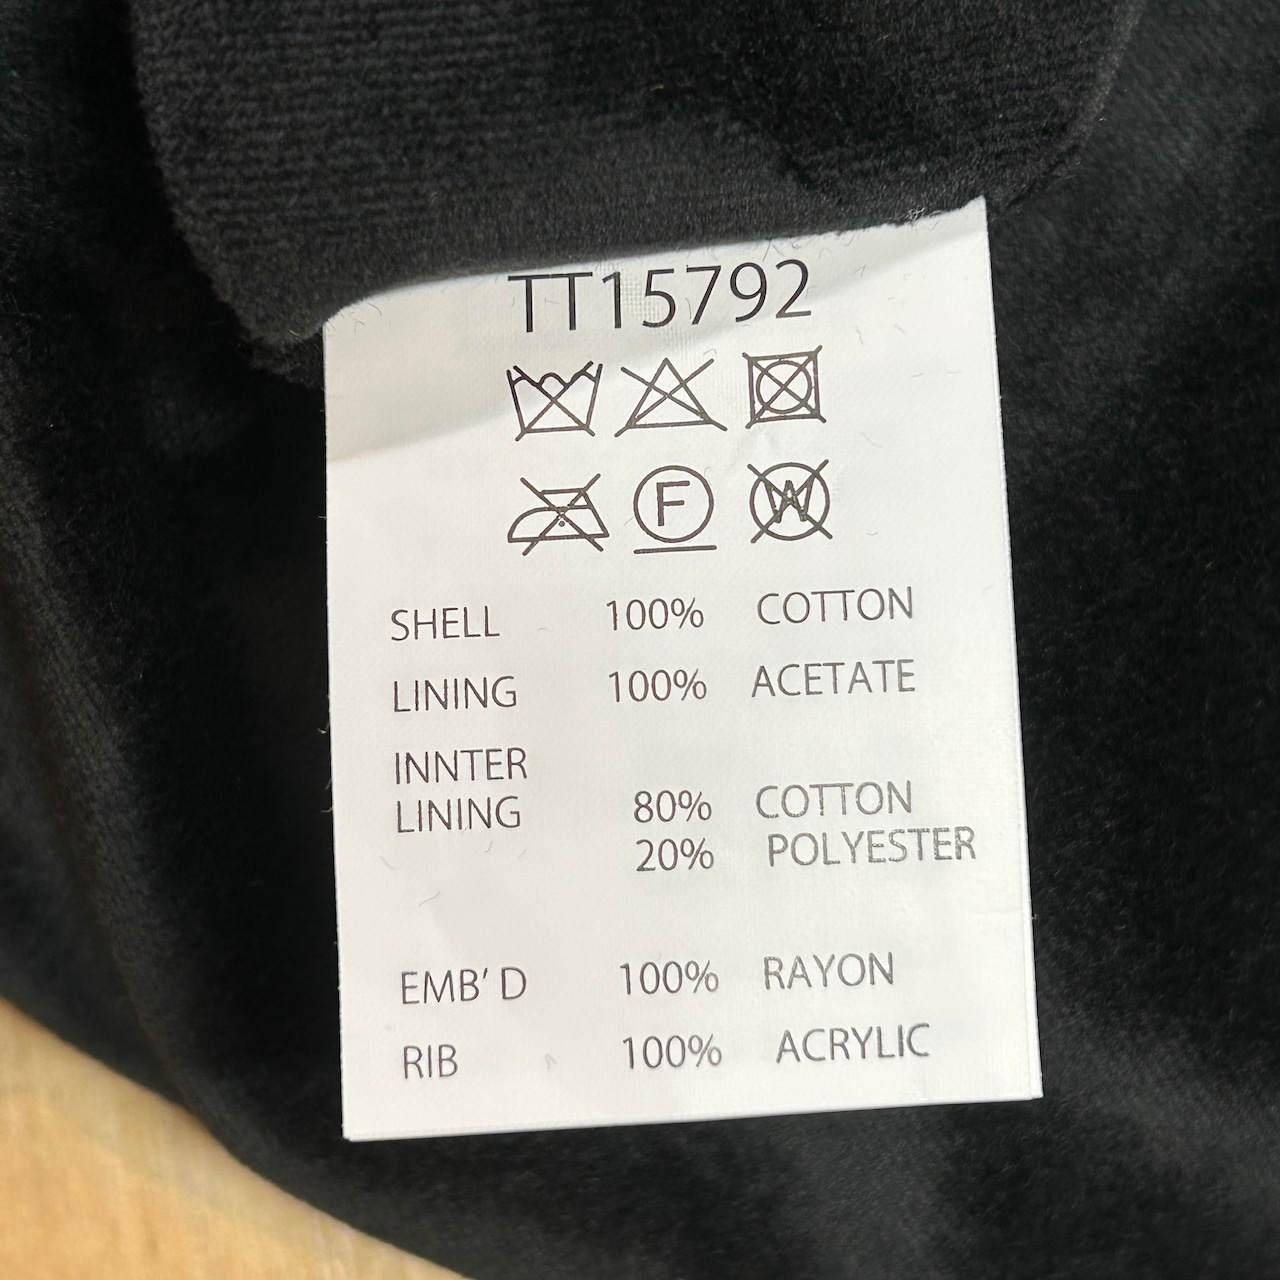 TT15792
F W
SHELL 100% COTTON
LINING 100% ACETATE
INNTER
LINING 80% COTTON
20% POLYESTER
EMB' D 100% RAYON
RIB 100% ACRYLIC